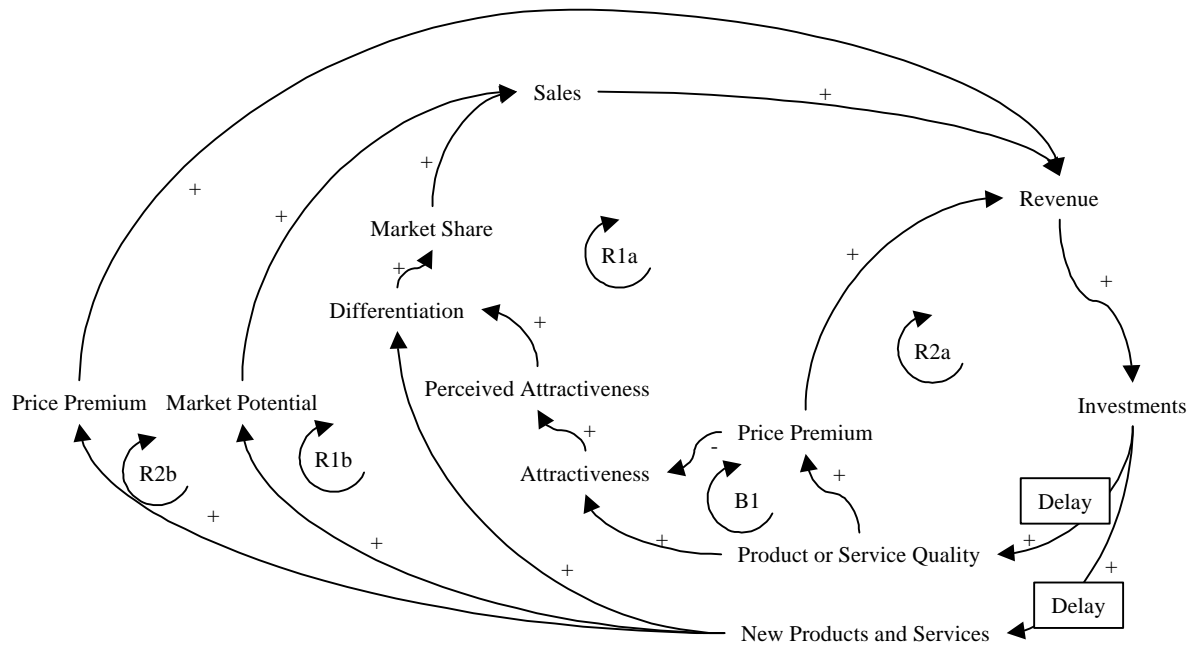 Sales
+
+
Revenue
+
+
Market Share
R1a
+
+
+
Differentiation
+
R2a
Perceived Attractiveness
Price Premium
Market Potential
Investments
+
Price Premium
-
R2b
R1b
Attractiveness
+
B1
Delay
+
+
+
+
Product or Service Quality
+
+
Delay
New Products and Services